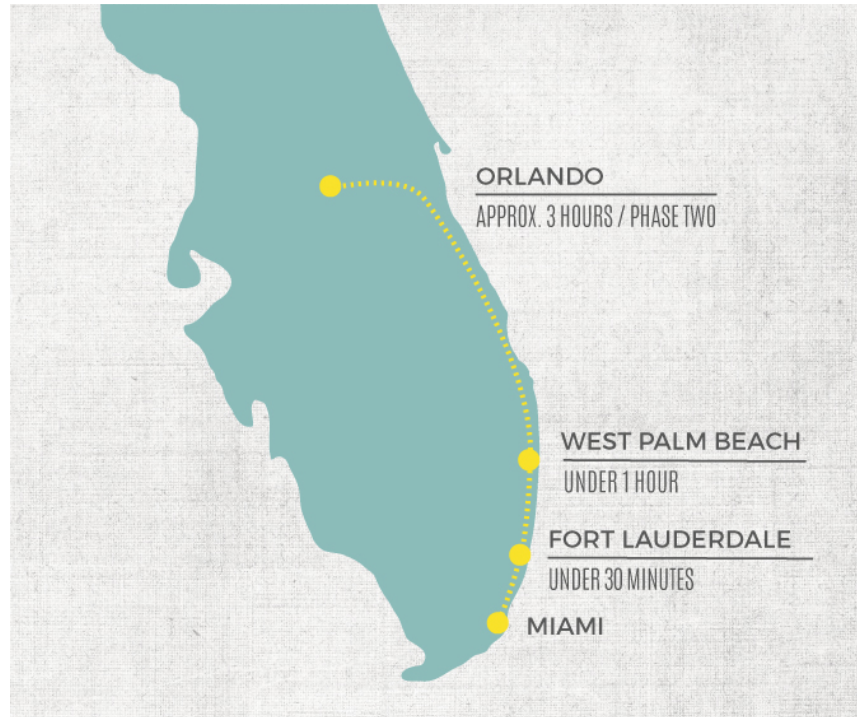 ORLANDO
APPROX. 3 HOURS / PHASE TWO
WEST PALM BEACH
UNDER 1 HOUR
FORT LAUDERDALE
UNDER 30 MINUTES
MIAMI